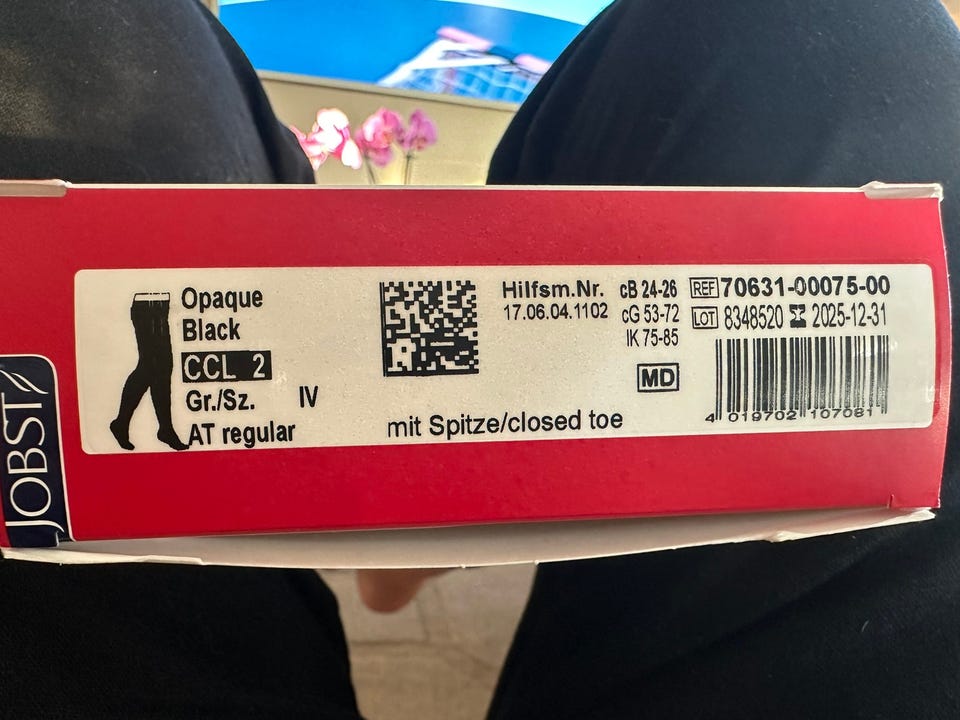 JOBST
Opaque
Black
CCL 2
Gr./Sz. IV
AT regular
Hilfsm.Nr.
17.06.04.1102
mit Spitze/closed toe
cB 24-26
cG 53-72
lK 75-85
MD
REF 70631-00075-00
LOT 8348520 2025-12-31
4 019702 107081